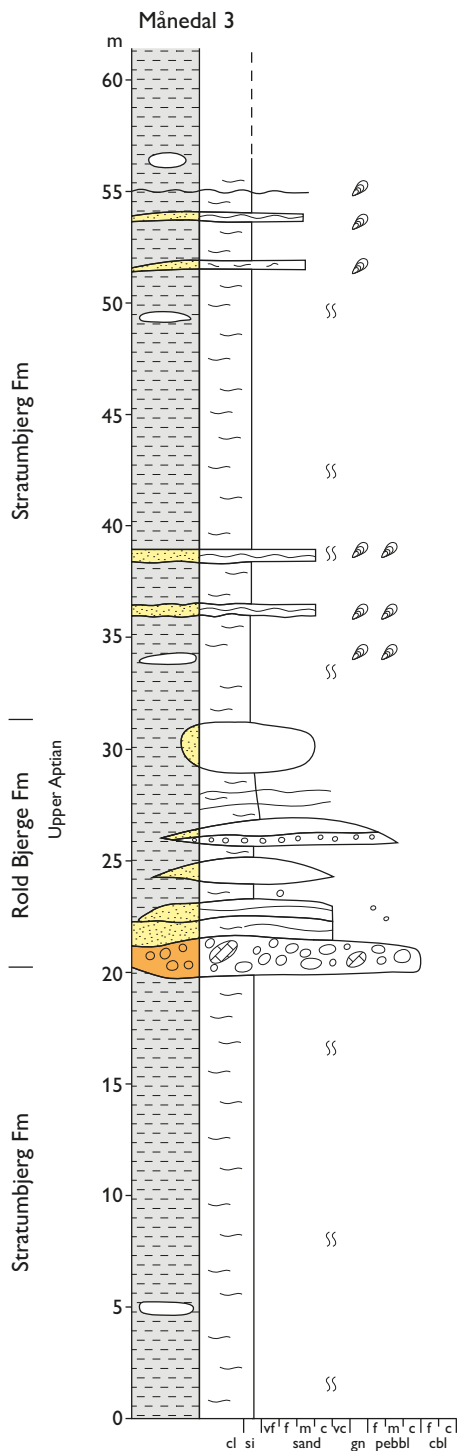 Månedal 3
m
60
55
50
45
40
35
30
25
20
15
10
5
0
Stratumbjerg Fm
Upper Aptian
Rold Bjerge Fm
Stratumbjerg Fm
vf f m c vc f m c f c
cl si sand gn pebbl cbl